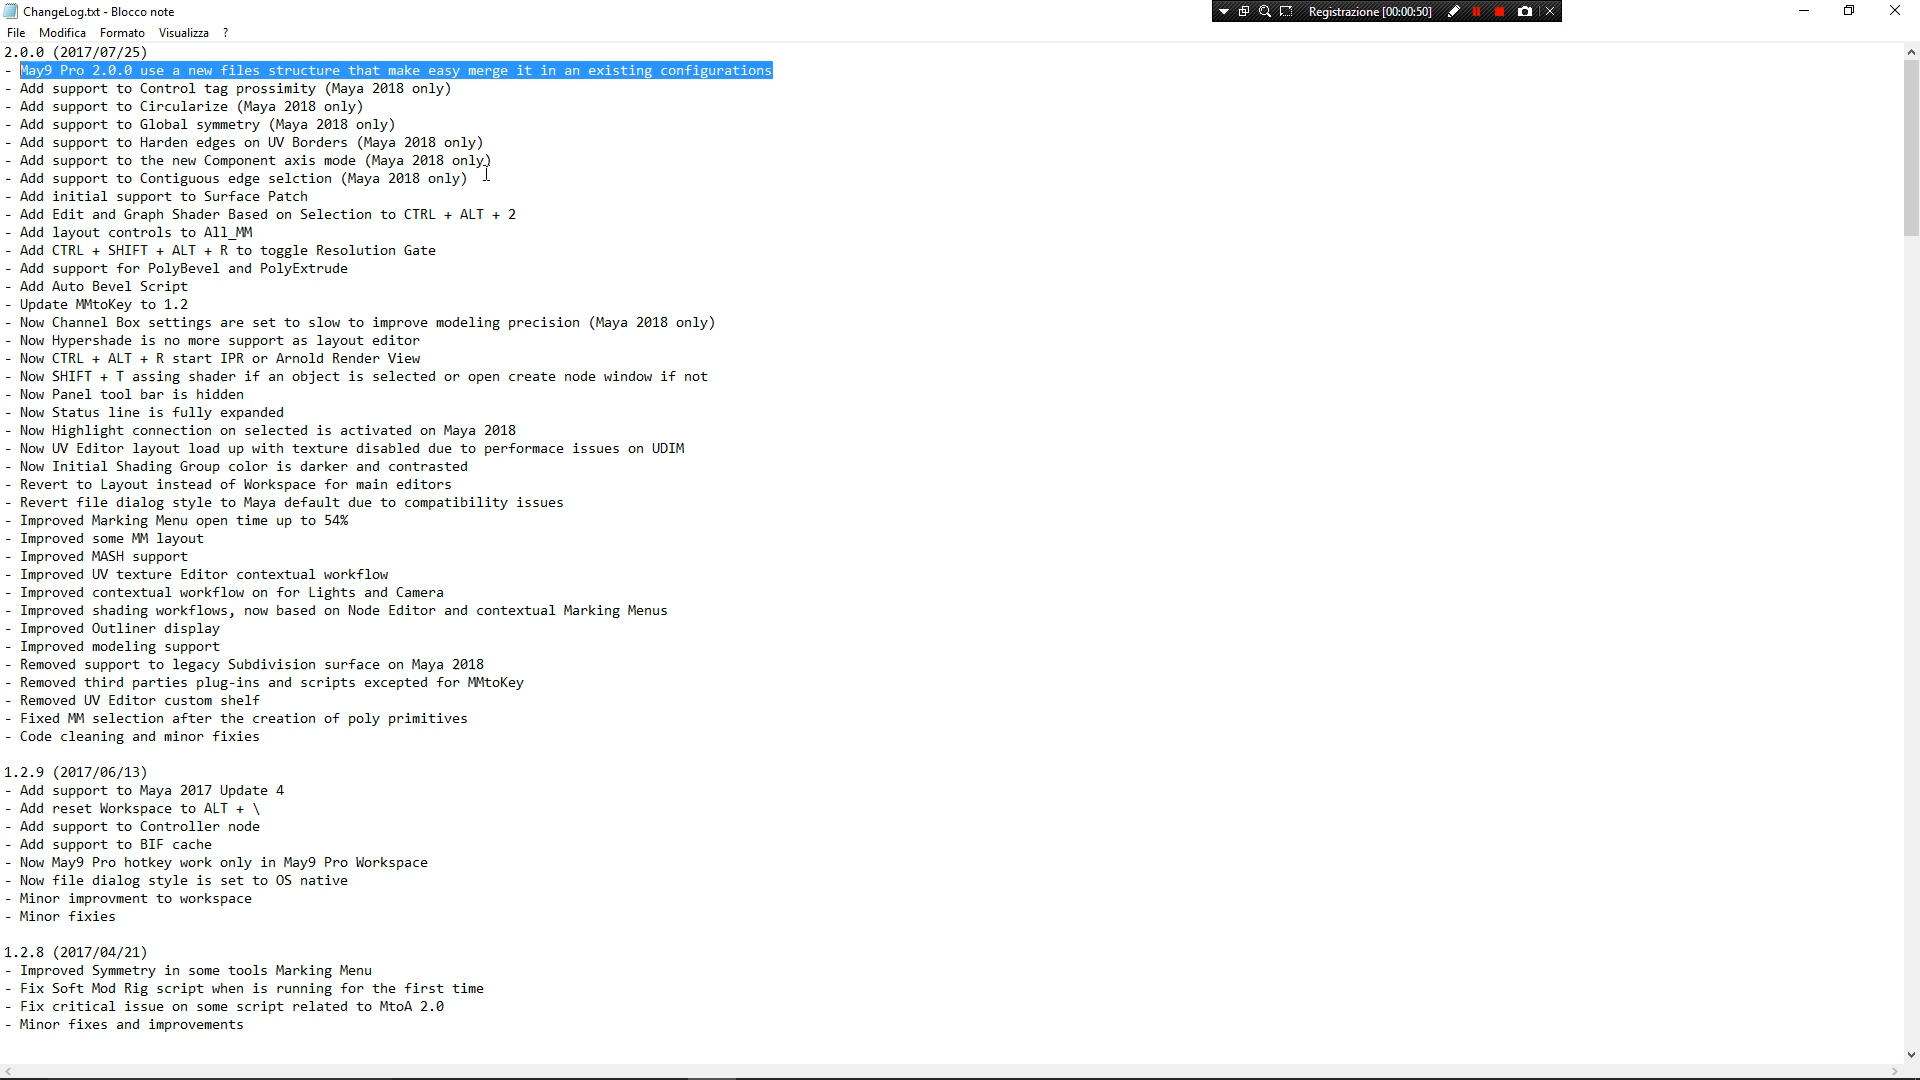 ChangeLog.txt - Blocco note
Registrazione [00:00:50]
File Modifica Formato Visualizza ?
2.0.0 (2017/07/25)
- May9 Pro 2.0.0 use a new files structure that make easy merge it in an existing configurations
- Add support to Control tag prossimity (Maya 2018 only)
- Add support to Circularize (Maya 2018 only)
- Add support to Global symmetry (Maya 2018 only)
- Add support to Harden edges on UV Borders (Maya 2018 only)
- Add support to the new Component axis mode (Maya 2018 only)
- Add support to Contiguous edge selction (Maya 2018 only)
- Add initial support to Surface Patch
- Add Edit and Graph Shader Based on Selection to CTRL + ALT + 2
- Add layout controls to All_MM
- Add CTRL + SHIFT + ALT + R to toggle Resolution Gate
- Add support for PolyBevel and PolyExtrude
- Add Auto Bevel Script
- Update MMtoKey to 1.2
- Now Channel Box settings are set to slow to improve modeling precision (Maya 2018 only)
- Now Hypershade is no more support as layout editor
- Now CTRL + ALT + R start IPR or Arnold Render View
- Now SHIFT + T assing shader if an object is selected or open create node window if not
- Now Panel tool bar is hidden
- Now Status line is fully expanded
- Now Highlight connection on selected is activated on Maya 2018
- Now UV Editor layout load up with texture disabled due to performace issues on UDIM
- Now Initial Shading Group color is darker and contrasted
- Revert to Layout instead of Workspace for main editors
- Revert file dialog style to Maya default due to compatibility issues
- Improved Marking Menu open time up to 54%
- Improved some MM layout
- Improved MASH support
- Improved UV texture Editor contextual workflow
- Improved contextual workflow on for Lights and Camera
- Improved shading workflows, now based on Node Editor and contextual Marking Menus
- Improved Outliner display
- Improved modeling support
- Removed support to legacy Subdivision surface on Maya 2018
- Removed third parties plug-ins and scripts excepted for MMtoKey
- Removed UV Editor custom shelf
- Fixed MM selection after the creation of poly primitives
- Code cleaning and minor fixies
1.2.9 (2017/06/13)
- Add support to Maya 2017 Update 4
- Add reset Workspace to ALT + \
- Add support to Controller node
- Add support to BIF cache
- Now May9 Pro hotkey work only in May9 Pro Workspace
- Now file dialog style is set to OS native
- Minor improvment to workspace
- Minor fixies
1.2.8 (2017/04/21)
- Improved Symmetry in some tools Marking Menu
- Fix Soft Mod Rig script when is running for the first time
- Fix critical issue on some script related to MtoA 2.0
- Minor fixes and improvements